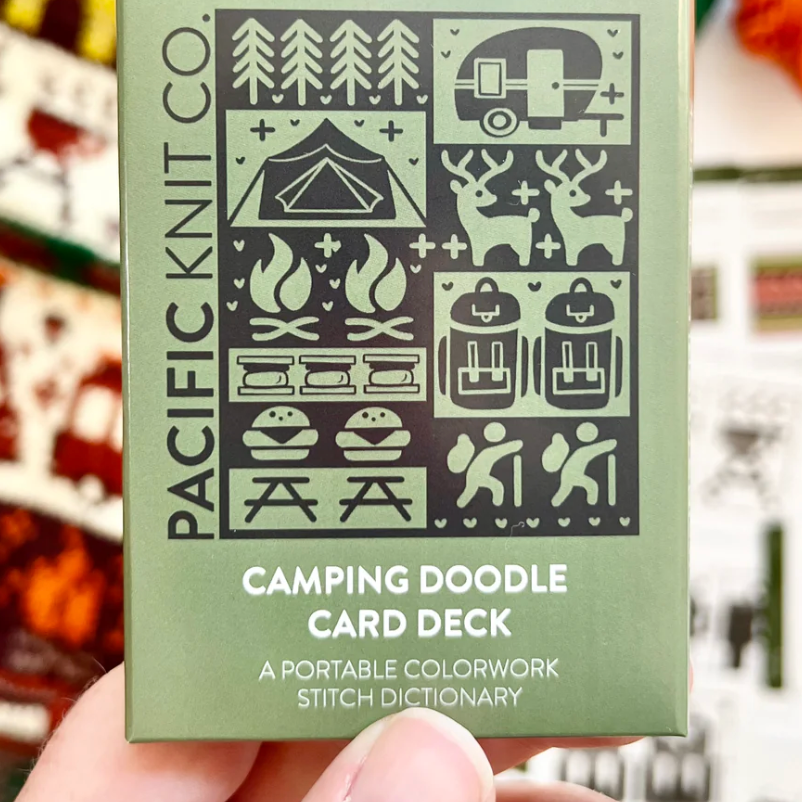 PACIFIC KNIT CO.
CAMPING DOODLE
CARD DECK
A PORTABLE COLORWORK
STITCH DICTIONARY